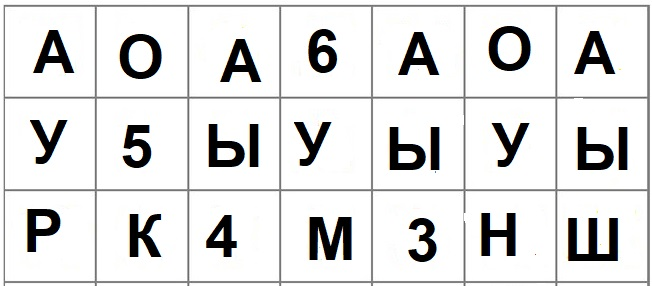 А О А 6 А О А
У 5 Ы У Ы У Ы
Р К 4 М 3 Н Ш